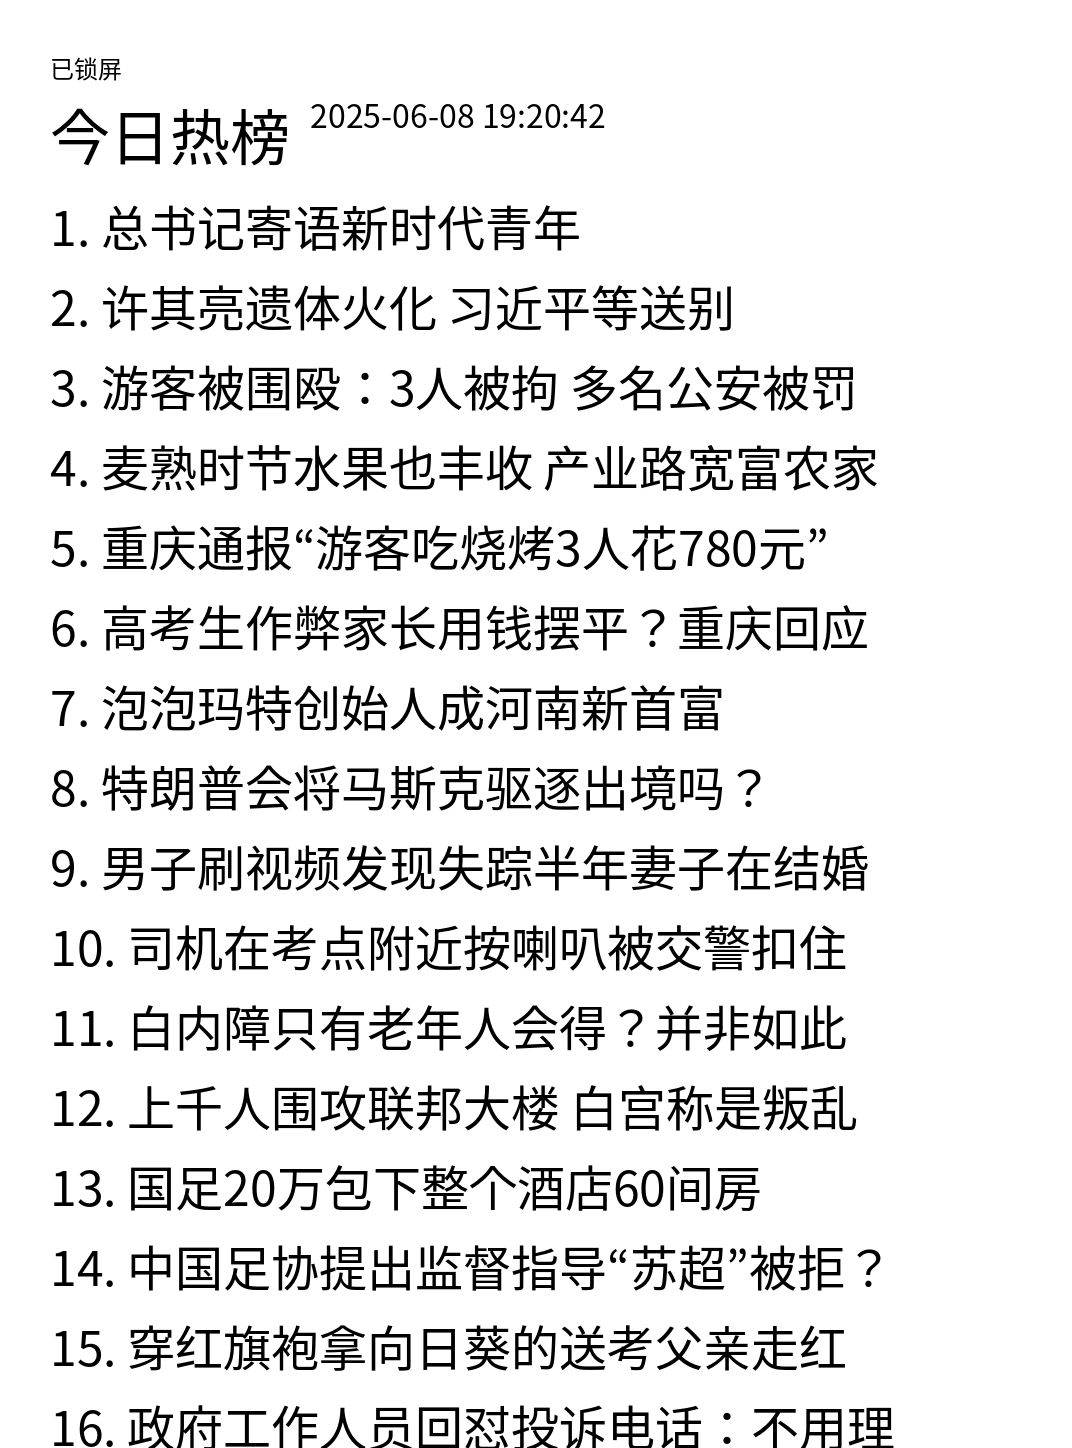 已锁屏
今日热榜 2025-06-08 19:20:42
1. 总书记寄语新时代青年
2. 许其亮遗体火化 习近平等送别
3. 游客被围殴：3人被拘 多名公安被罚
4. 麦熟时节水果也丰收 产业路宽富农家
5. 重庆通报“游客吃烧烤3人花780元”
6. 高考生作弊家长用钱摆平？重庆回应
7. 泡泡玛特创始人成河南新首富
8. 特朗普会将马斯克驱逐出境吗？
9. 男子刷视频发现失踪半年妻子在结婚
10. 司机在考点附近按喇叭被交警扣住
11. 白内障只有老年人会得？并非如此
12. 上千人围攻联邦大楼 白宫称是叛乱
13. 国足20万包下整个酒店60间房
14. 中国足协提出监督指导“苏超”被拒？
15. 穿红旗袍拿向日葵的送考父亲走红
16. 政府工作人员回怼投诉电话：不用理